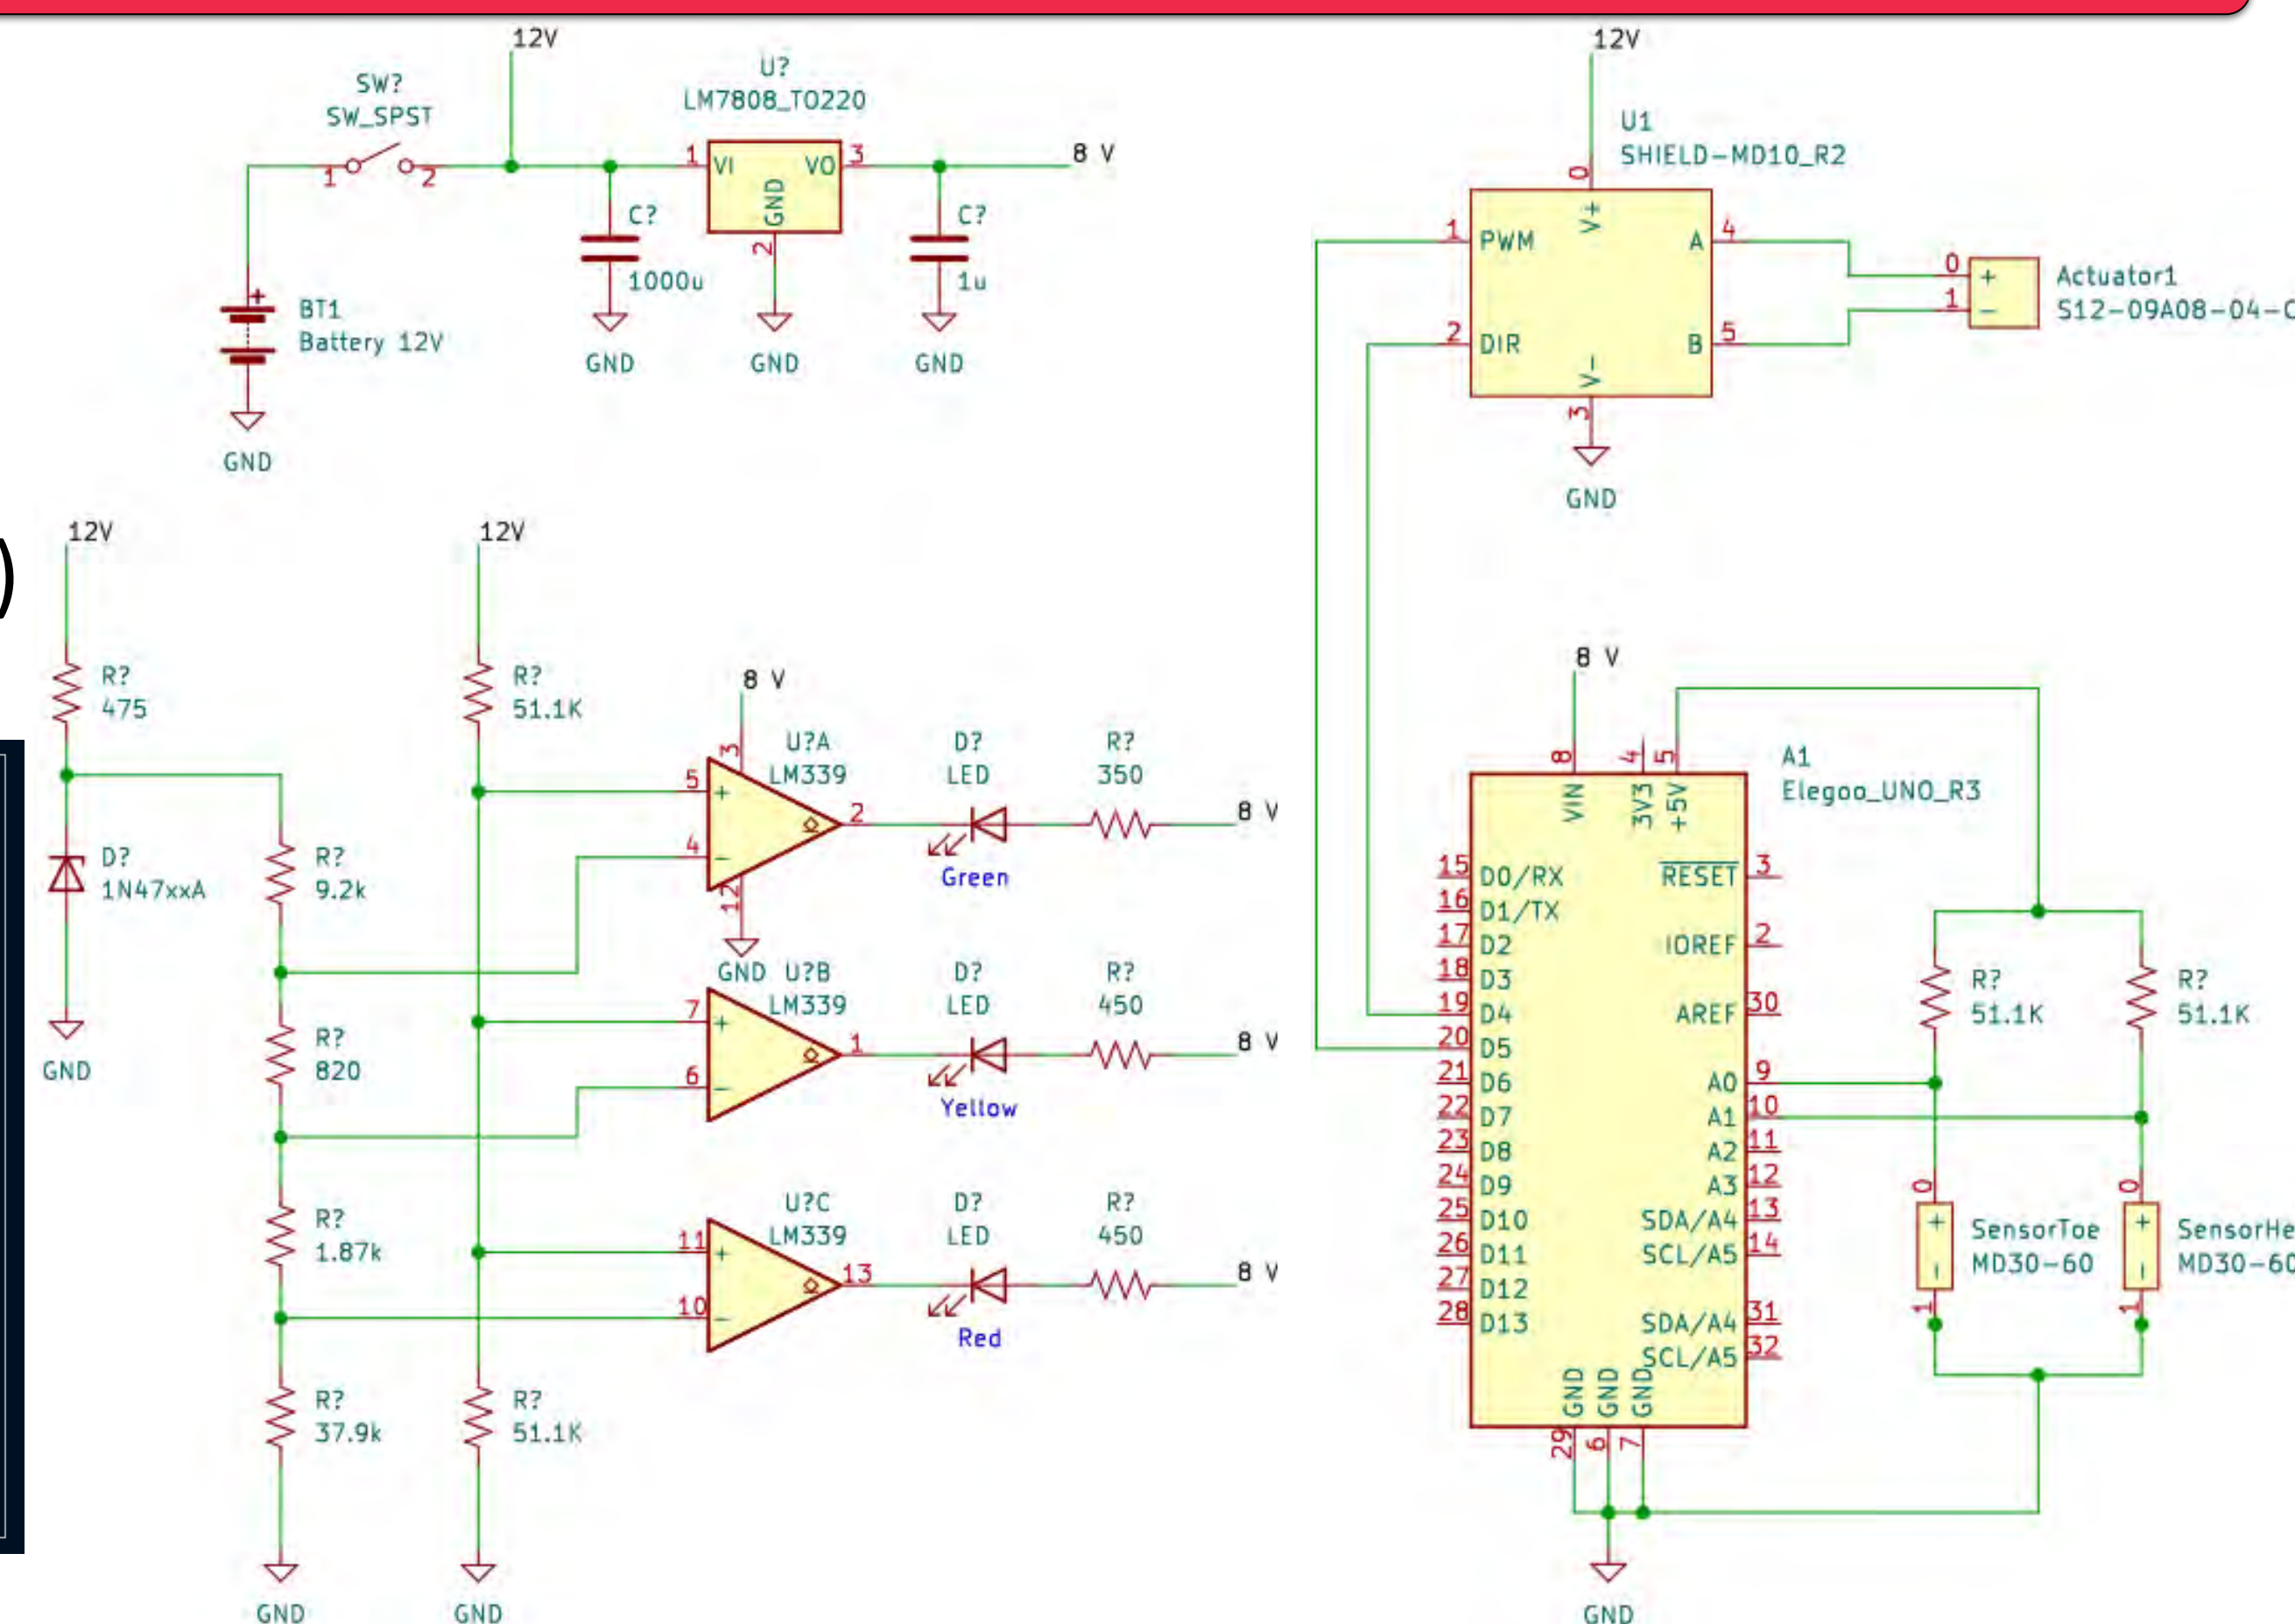 12V
SW?
SW_SPST
1
2
U?
LM7808_TO220
1
VI
VO
3
GND
2
8 V
C?
1000u
C?
1u
BT1
Battery 12V
GND
GND
GND
GND
12V
U1
SHIELD-MD10_R2
0
V+
1
PWM
A
4
2
DIR
B
5
V-
3
GND
0
+
1
-
Actuator1
S12-09A08-04-
)
12V
R?
475
D?
1N47xxA
GND
R?
9.2k
R?
820
R?
1.87k
R?
37.9k
GND
12V
R?
51.1K
R?
51.1K
GND
8 V
3
U?A
LM339
5
+
4
-
2
12
GND
D?
LED
Green
R?
350
8 V
U?B
LM339
7
+
6
-
1
D?
LED
Yellow
R?
450
8 V
U?C
LM339
11
+
10
-
13
D?
LED
Red
R?
450
8 V
8 V
8
4
5
VIN
3V3
+5V
A1
Elegoo_UNO_R3
15
D0/RX
RESET
3
16
D1/TX
17
D2
IOREF
2
18
D3
19
D4
AREF
30
20
D5
21
D6
A0
9
22
D7
A1
10
23
D8
A2
11
24
D9
A3
12
25
D10
SDA/A4
13
26
D11
SCL/A5
14
27
D12
28
D13
SDA/A4
31
SCL/A5
32
GND
GND
GND
29
6
7
GND
R?
51.1K
R?
51.1K
0
+
-
1
SensorToe
MD30-60
0
+
-
1
SensorHe
MD30-60